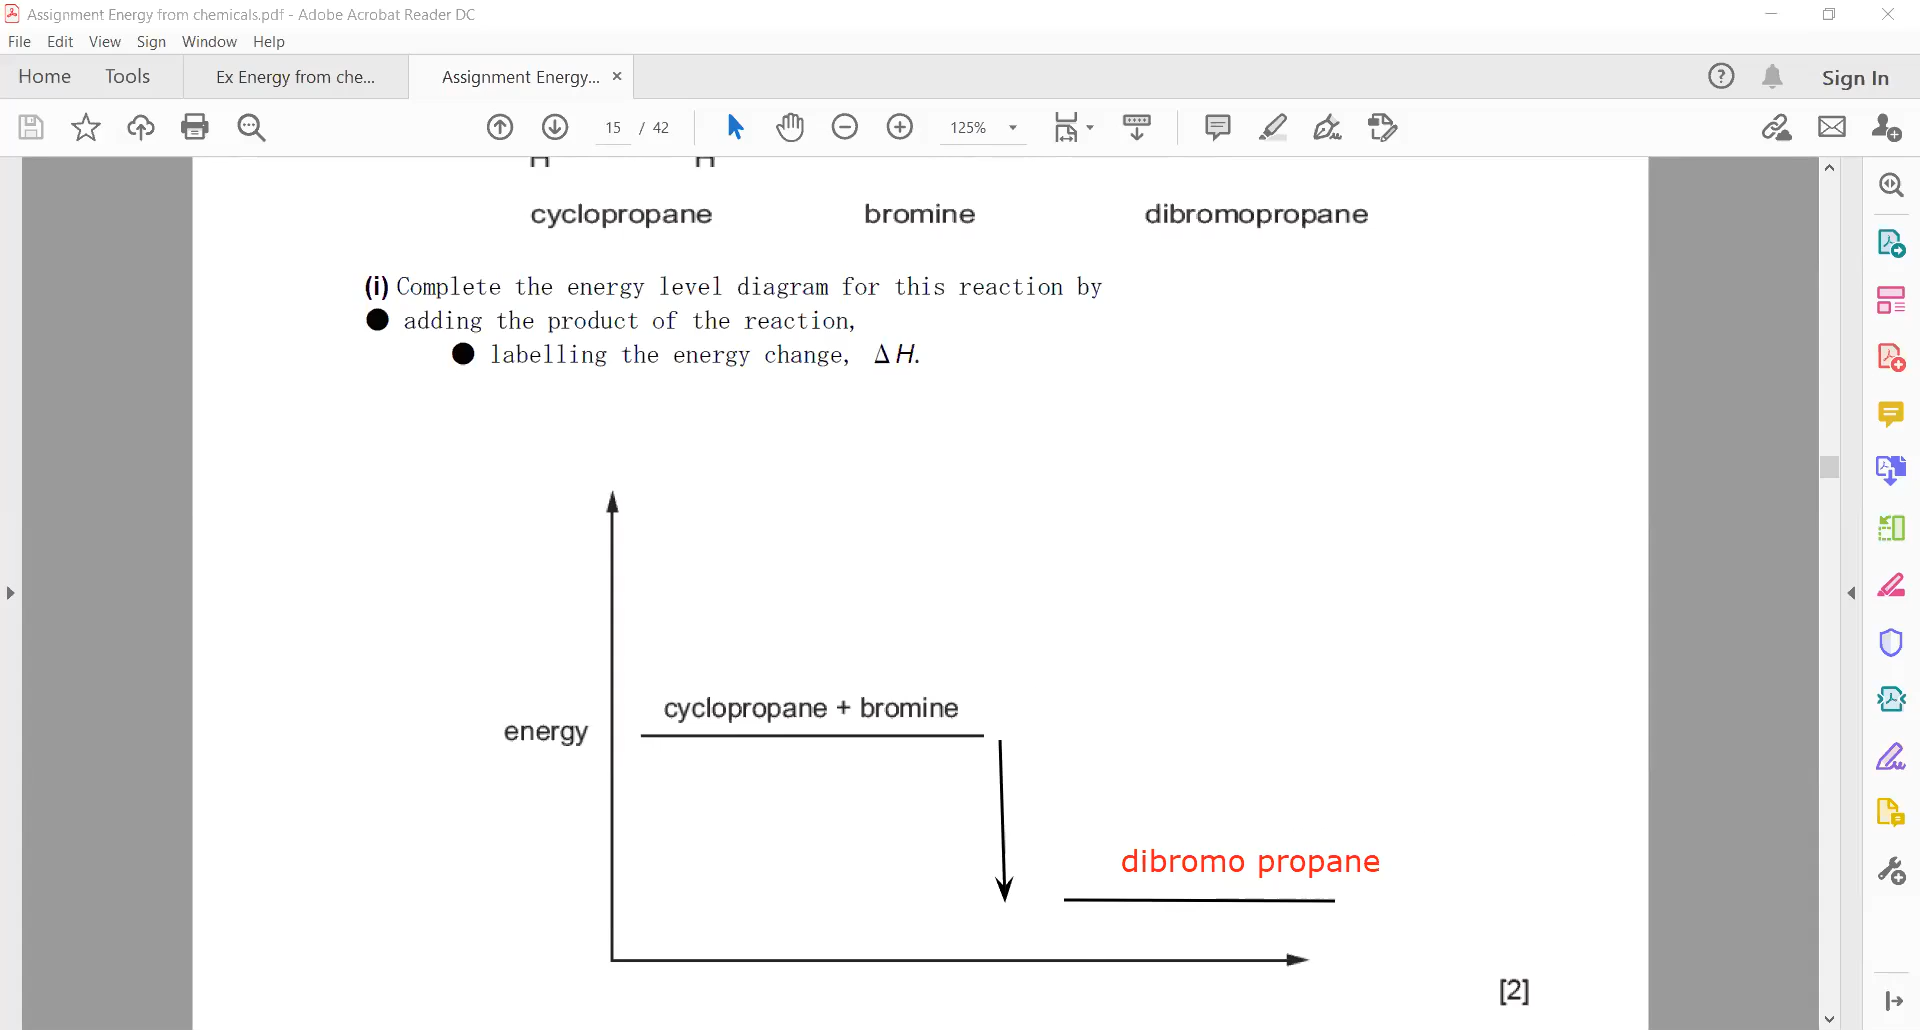 Assignment Energy from chemicals.pdf - Adobe Acrobat Reader DC
File Edit View Sign Window Help
Home Tools Ex Energy from che... Assignment Energy... × Sign In
15 / 42 125%
H H
cyclopropane bromine dibromopropane
(i) Complete the energy level diagram for this reaction by
● adding the product of the reaction,
● labelling the energy change, ΔH.
cyclopropane + bromine
energy
dibromo propane
[2]